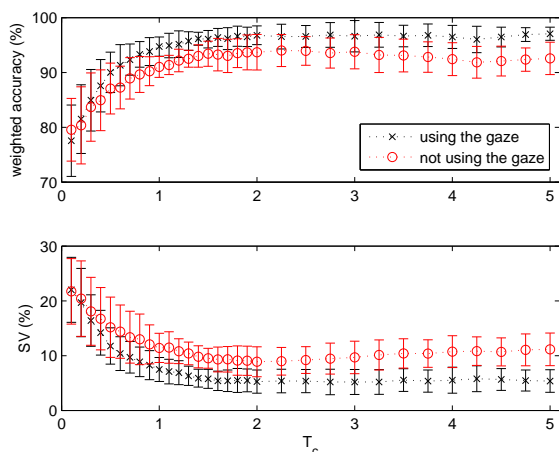 100
90
80
70
weighted accuracy (%)
0 1 2 3 4 5
using the gaze
not using the gaze
30
20
10
0
SV (%)
0 1 2 3 4 5
T_c